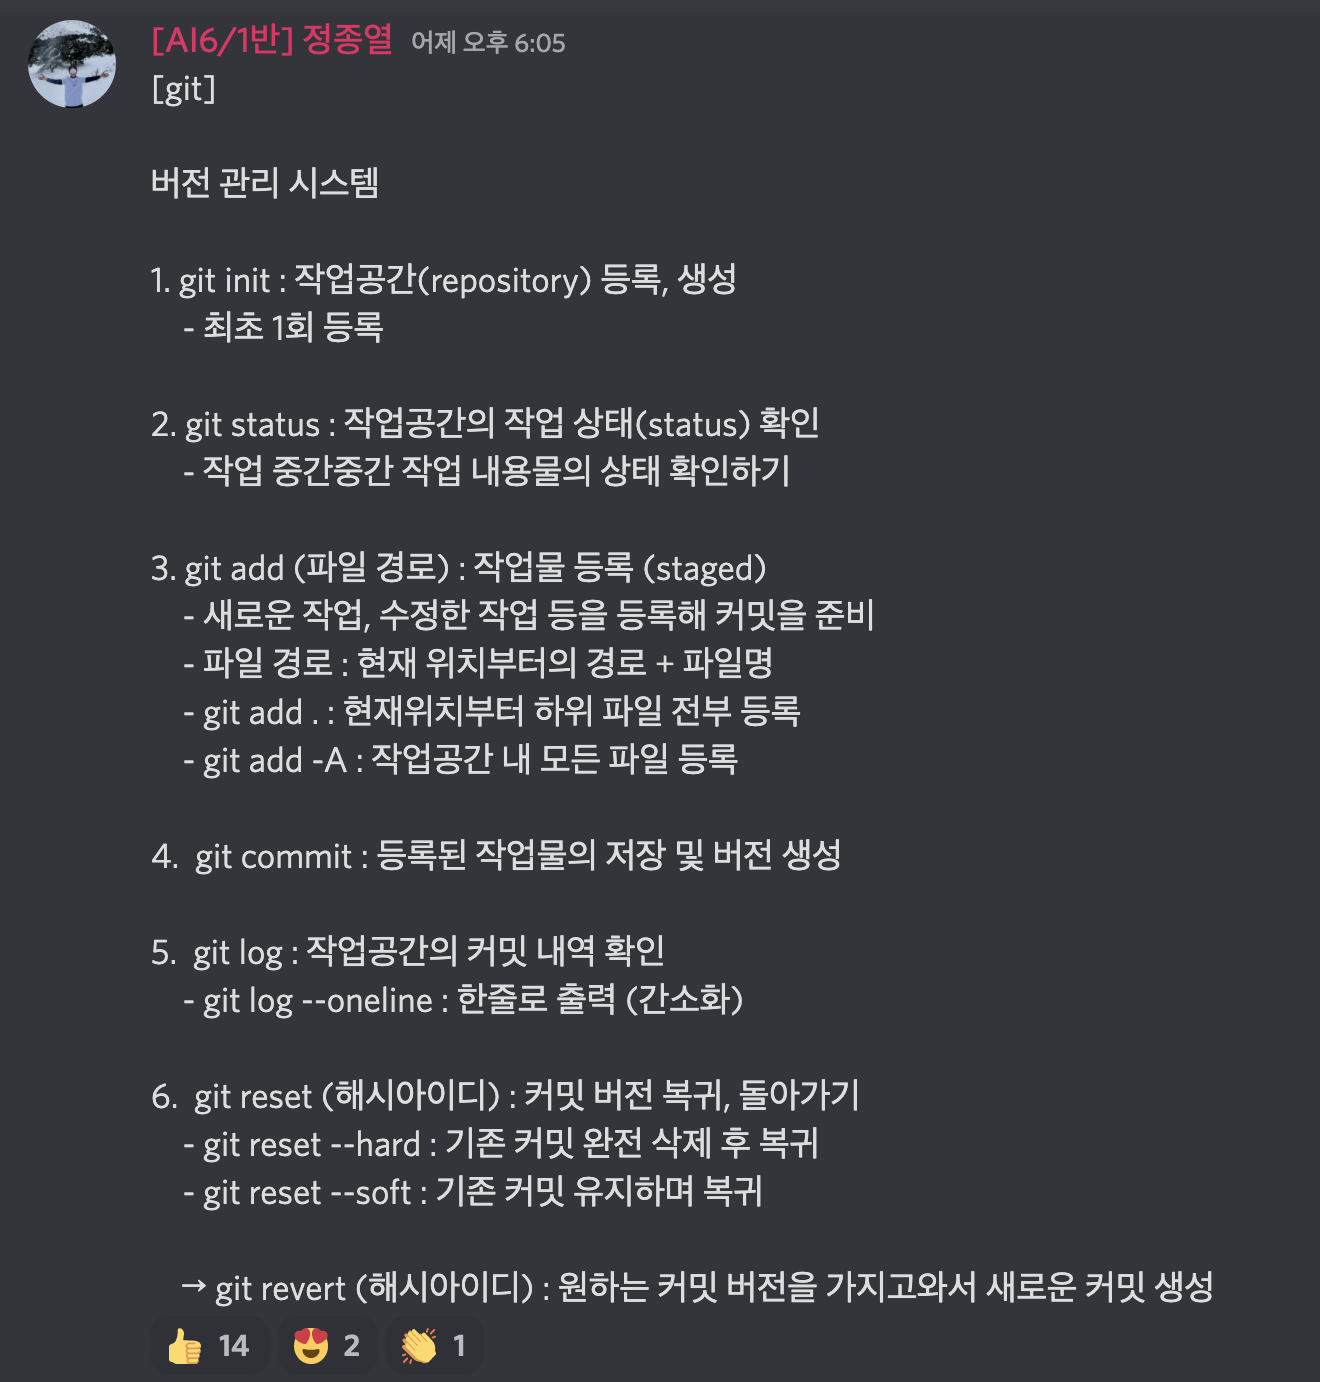 [AI6/1반] 정종열 어제 오후 6:05
[git]
버전 관리 시스템
1. git init : 작업공간(repository) 등록, 생성
- 최초 1회 등록
2. git status : 작업공간의 작업 상태(status) 확인
- 작업 중간중간 작업 내용물의 상태 확인하기
3. git add (파일 경로) : 작업물 등록 (staged)
- 새로운 작업, 수정한 작업 등을 등록해 커밋을 준비
- 파일 경로 : 현재 위치부터의 경로 + 파일명
- git add . : 현재위치부터 하위 파일 전부 등록
- git add -A : 작업공간 내 모든 파일 등록
4. git commit : 등록된 작업물의 저장 및 버전 생성
5. git log : 작업공간의 커밋 내역 확인
- git log --oneline : 한줄로 출력 (간소화)
6. git reset (해시아이디) : 커밋 버전 복귀, 돌아가기
- git reset --hard : 기존 커밋 완전 삭제 후 복귀
- git reset --soft : 기존 커밋 유지하며 복귀
→ git revert (해시아이디) : 원하는 커밋 버전을 가지고와서 새로운 커밋 생성
👍 14 😍 2 👏 1